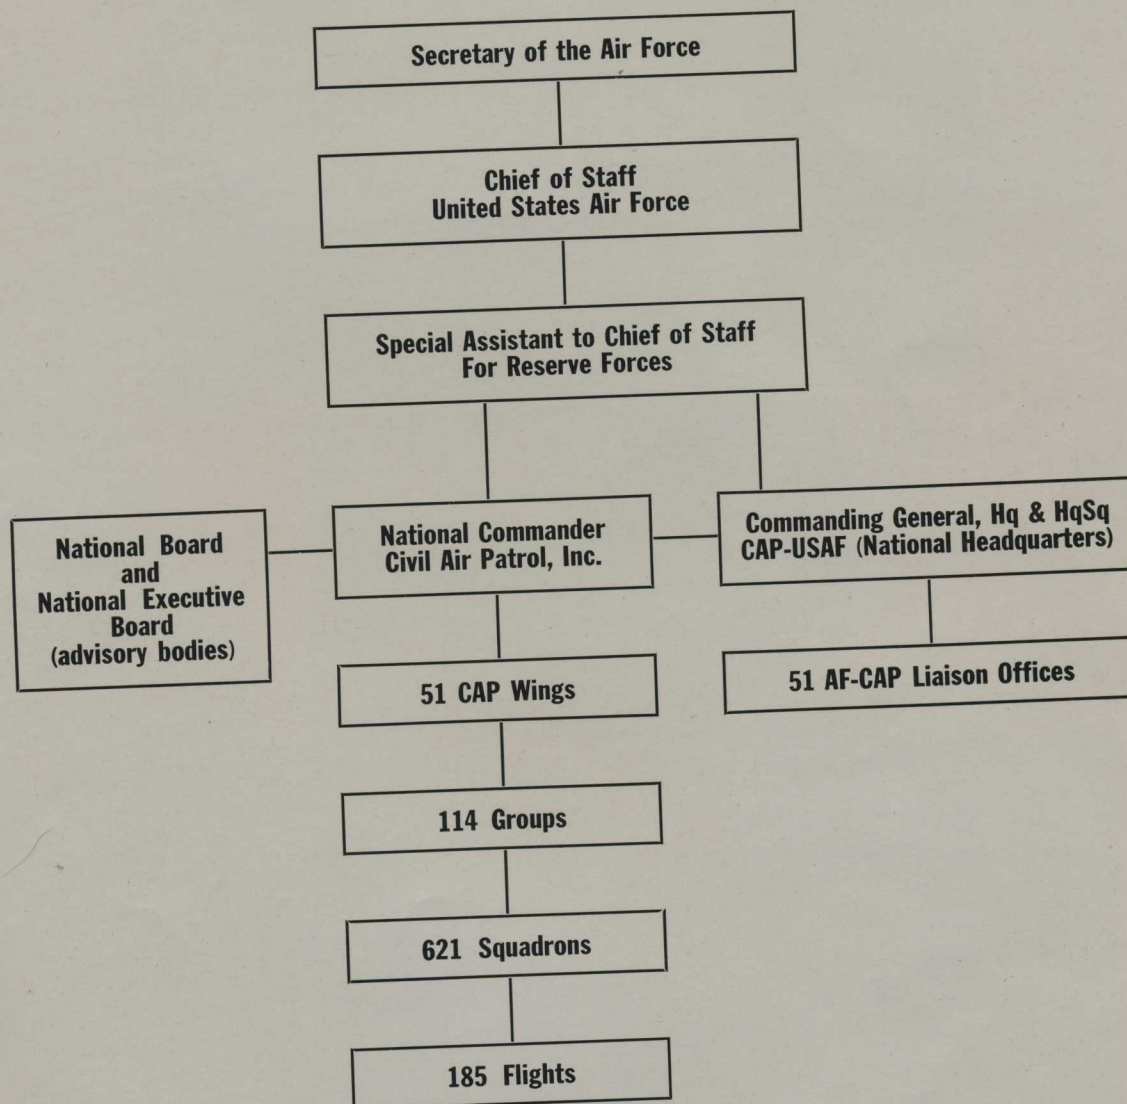 Secretary of the Air Force
Chief of Staff
United States Air Force
Special Assistant to Chief of Staff
For Reserve Forces
National Board
and
National Executive
Board
(advisory bodies)
National Commander
Civil Air Patrol, Inc.
Commanding General, Hq & HqSq
CAP-USAF (National Headquarters)
51 CAP Wings
51 AF-CAP Liaison Offices
114 Groups
621 Squadrons
185 Flights